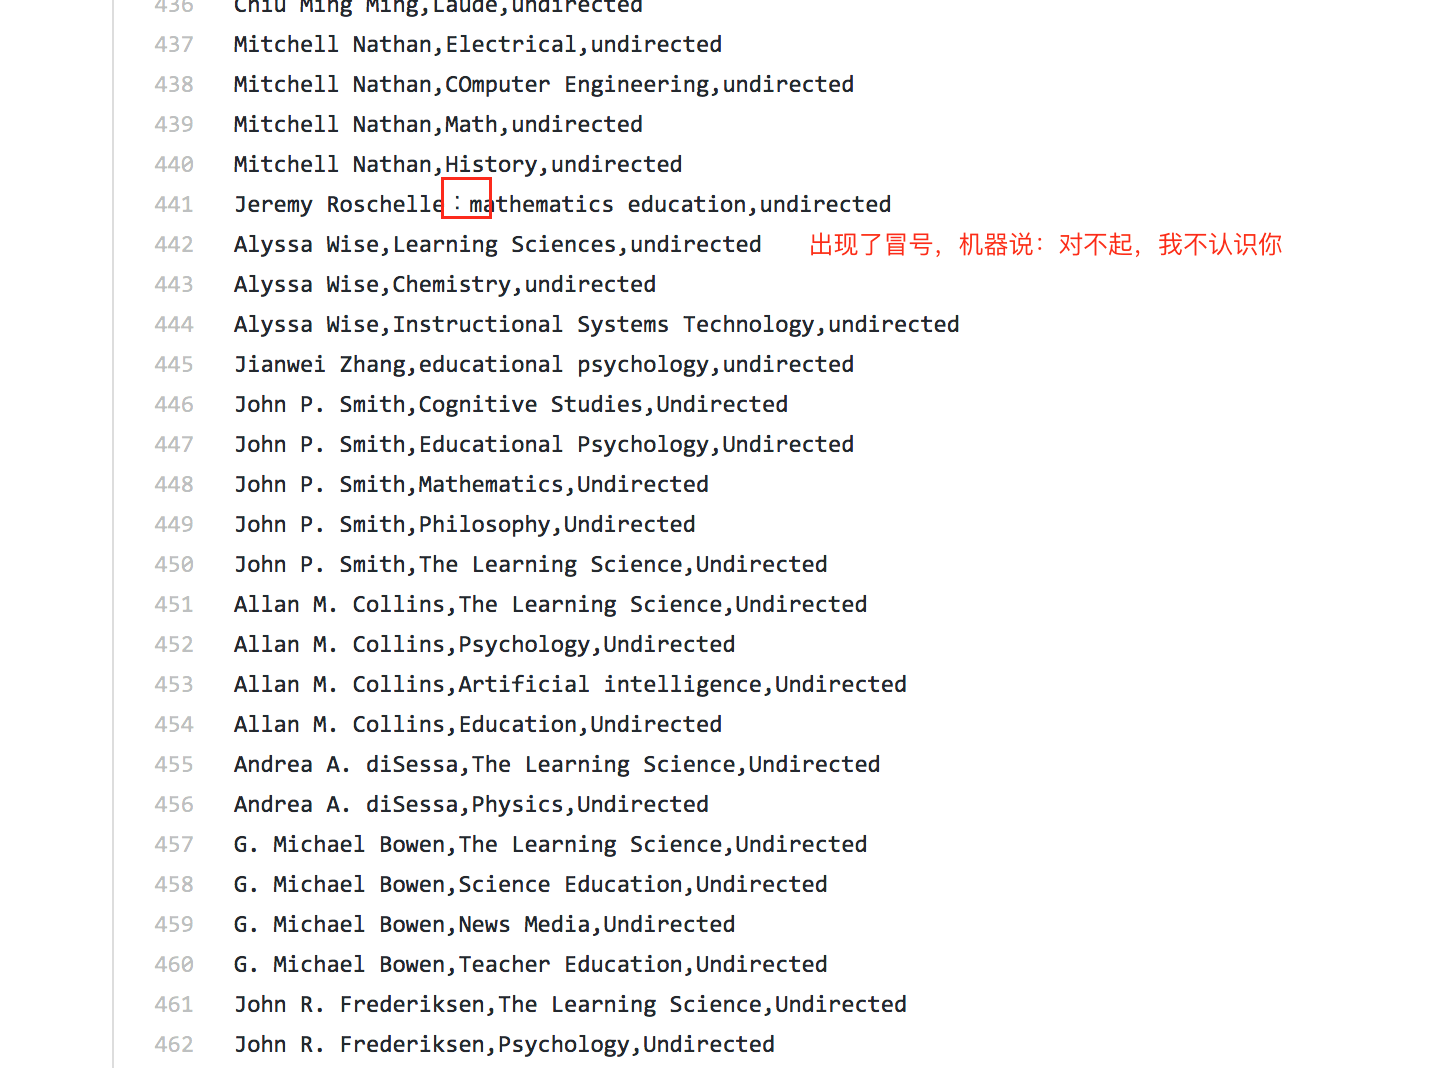 436 Chiu Ming Ming,Laude,undirected
437 Mitchell Nathan,Electrical,undirected
438 Mitchell Nathan,COmputer Engineering,undirected
439 Mitchell Nathan,Math,undirected
440 Mitchell Nathan,History,undirected
441 Jeremy Roschelle：mathematics education,undirected
442 Alyssa Wise,Learning Sciences,undirected 出现了冒号，机器说：对不起，我不认识你
443 Alyssa Wise,Chemistry,undirected
444 Alyssa Wise,Instructional Systems Technology,undirected
445 Jianwei Zhang,educational psychology,undirected
446 John P. Smith,Cognitive Studies,Undirected
447 John P. Smith,Educational Psychology,Undirected
448 John P. Smith,Mathematics,Undirected
449 John P. Smith,Philosophy,Undirected
450 John P. Smith,The Learning Science,Undirected
451 Allan M. Collins,The Learning Science,Undirected
452 Allan M. Collins,Psychology,Undirected
453 Allan M. Collins,Artificial intelligence,Undirected
454 Allan M. Collins,Education,Undirected
455 Andrea A. diSessa,The Learning Science,Undirected
456 Andrea A. diSessa,Physics,Undirected
457 G. Michael Bowen,The Learning Science,Undirected
458 G. Michael Bowen,Science Education,Undirected
459 G. Michael Bowen,News Media,Undirected
460 G. Michael Bowen,Teacher Education,Undirected
461 John R. Frederiksen,The Learning Science,Undirected
462 John R. Frederiksen,Psychology,Undirected